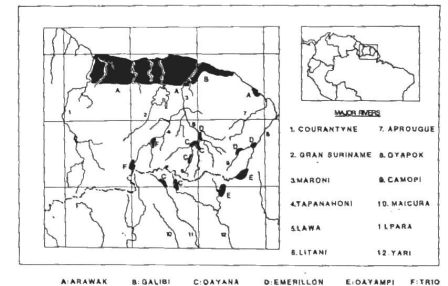 MAJOR RIVERS
1. COURANTYNE 7. APROUGUE
2. GRAN SURINAME 8. OYAPOK
3. MARONI 9. CAMOPI
4. TAPANAHONI 10. MAICURA
5. LAWA 11. PARA
6. LITANI 12. YARI
A: ARAWAK B: GALIBI C: OAYANA D: EMERILLON E: OAYAMPI F: TRIO